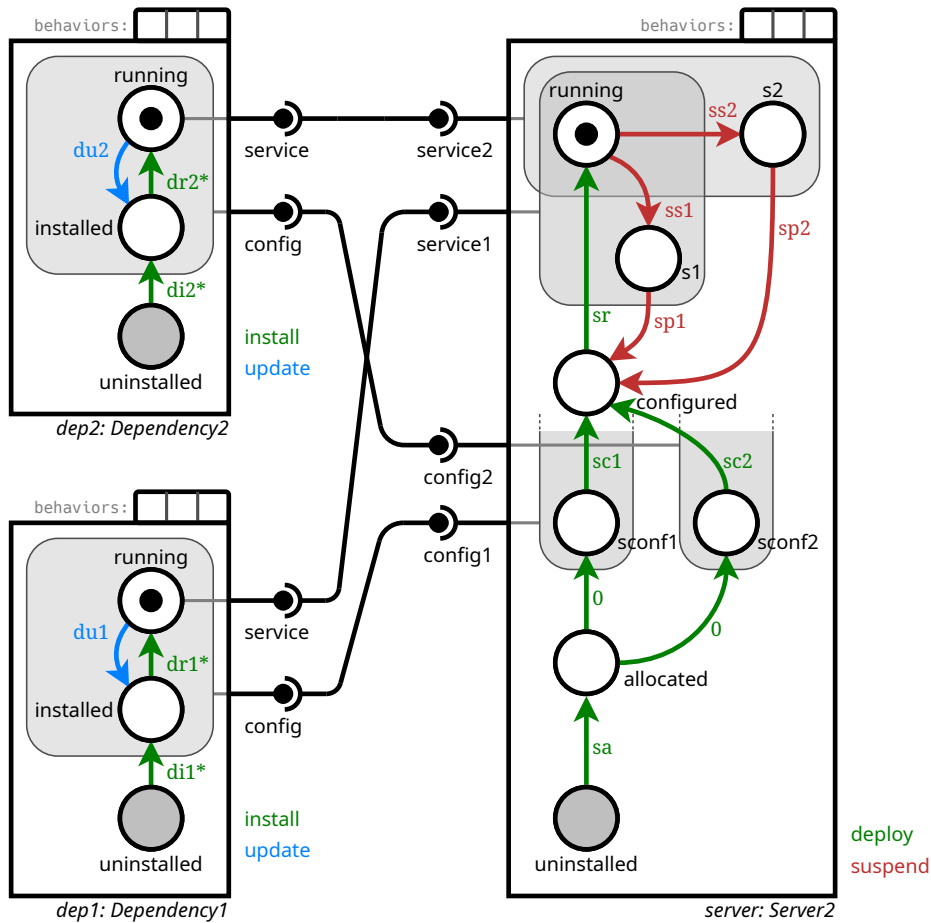 behaviors:
running
du2
dr2*
installed
di2*
uninstalled
install
update
dep2: Dependency2
service
config
service2
service1
behaviors:
running
ss2
s2
ss1
sp2
s1
sr
sp1
configured
config2
sc1
sc2
config1
sconf1
sconf2
0
0
allocated
sa
uninstalled
server: Server2
deploy
suspend
behaviors:
running
du1
dr1*
installed
di1*
uninstalled
service
config
install
update
dep1: Dependency1